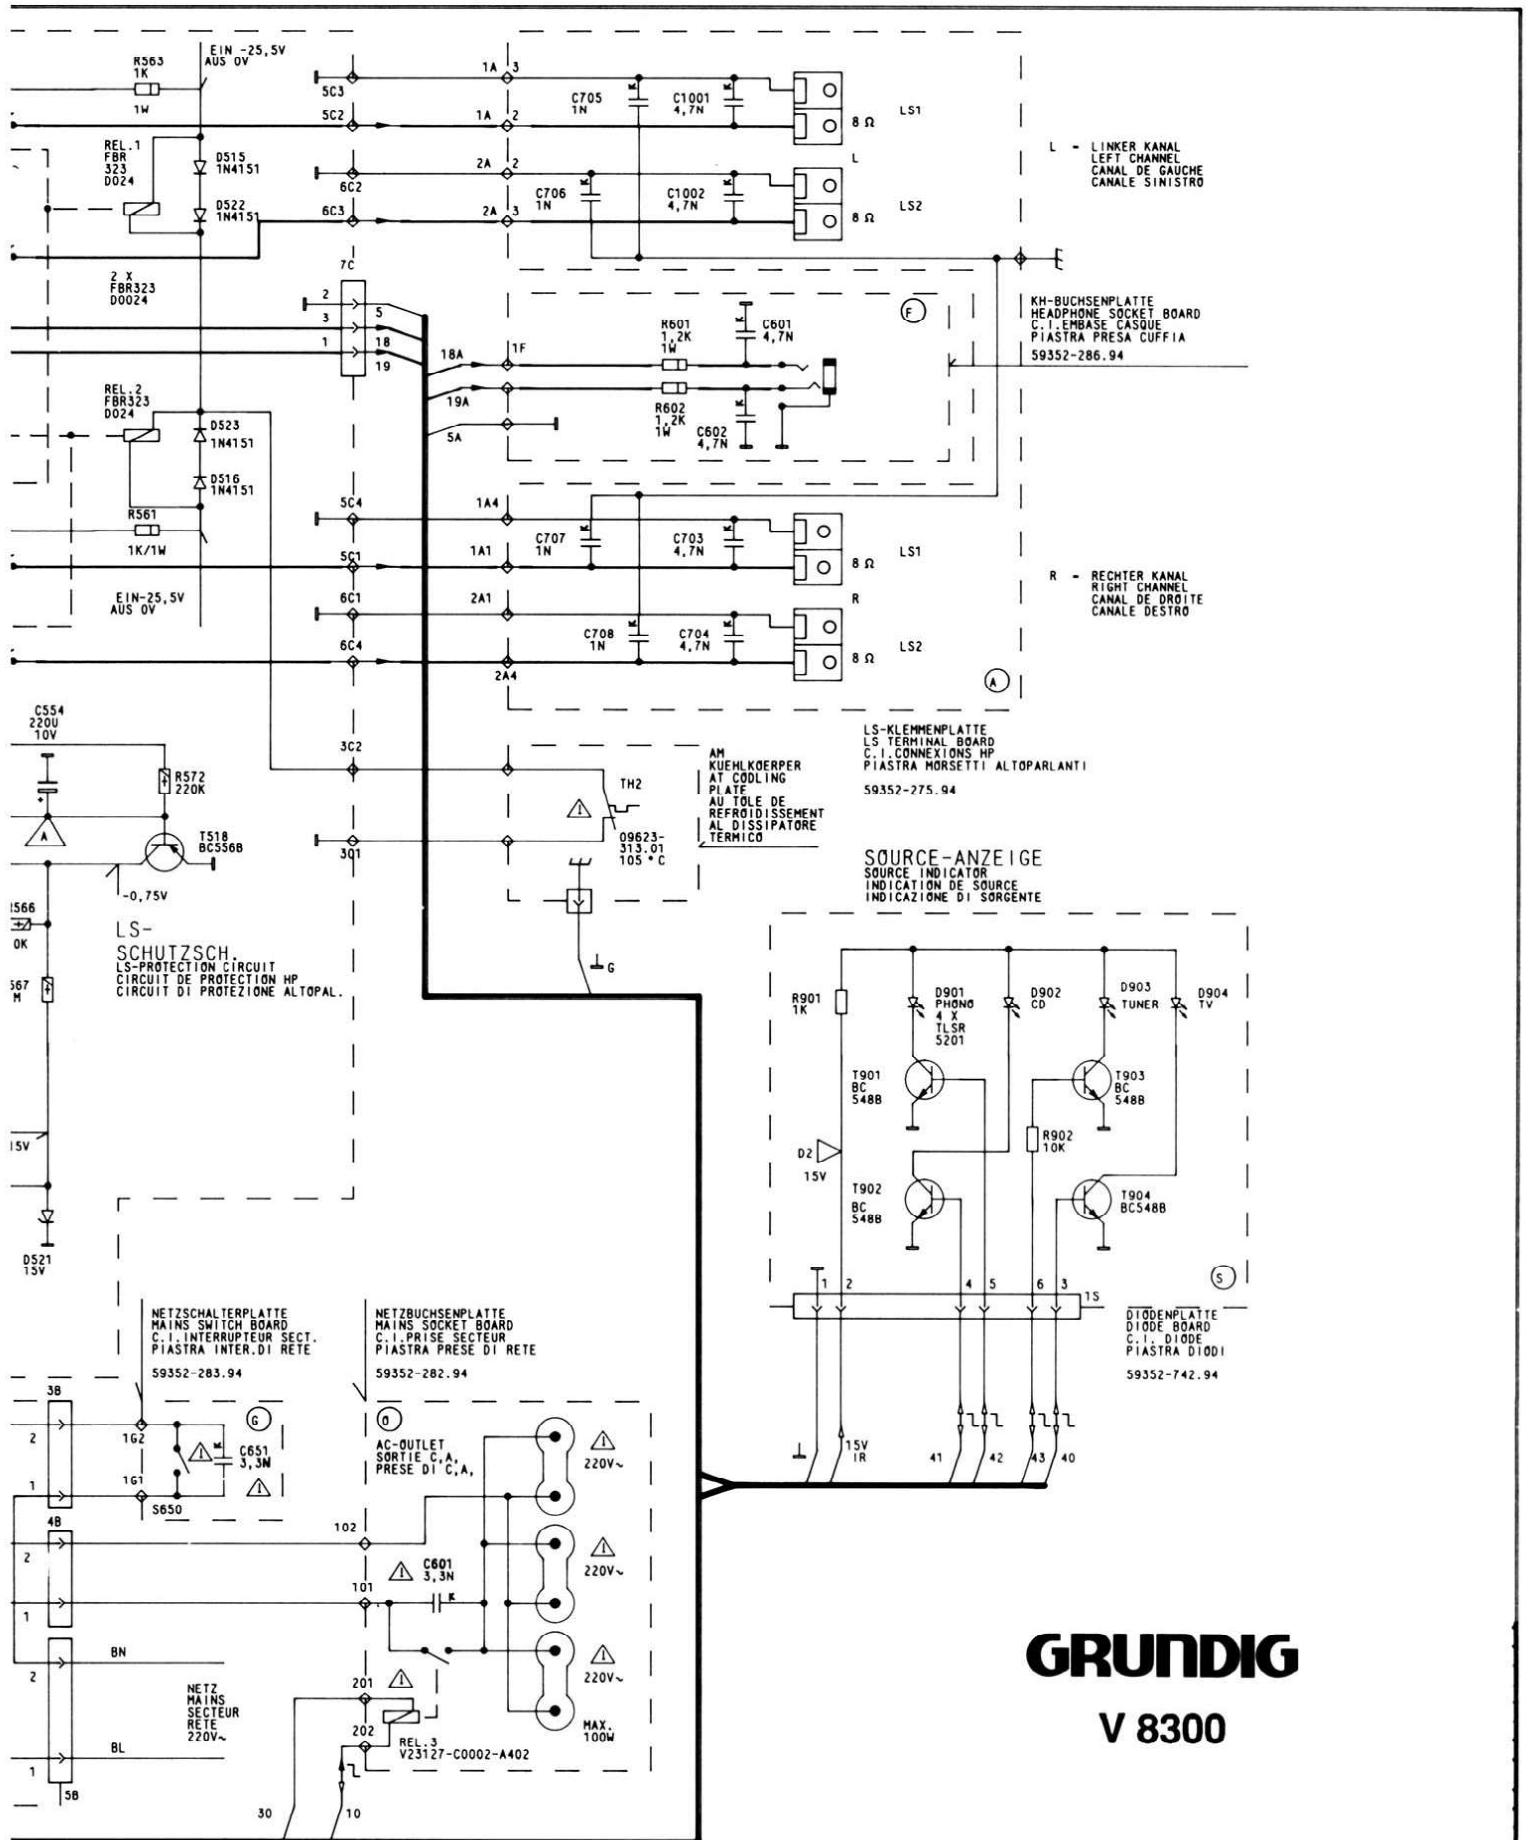 EIN -25,5V
AUS 0V
R563
1K
1W
5C3
1A
3
C705
1N
C1001
4,7N
LS1
5C2
1A
2
8 Ω
REL.1
FBR
323
D024
D515
1N4151
L
L - LINKER KANAL
LEFT CHANNEL
CANAL DE GAUCHE
CANALE SINISTRO
6C2
2A
2
D522
1N4151
C706
1N
C1002
4,7N
LS2
6C3
2A
3
8 Ω
2 X
FBR323
D0024
7C
2
3
1
5
18
19
F
KH-BUCHSENPLATTE
HEADPHONE SOCKET BOARD
C.I.EMBASE CASQUE
PIASTRA PRESA CUFFIA
59352-286.94
18A
1F
R601
1,2K
1W
C601
4,7N
19A
R602
1,2K
1W
C602
4,7N
5A
REL.2
FBR323
D024
D523
1N4151
D516
1N4151
R561
1K/1W
5C4
1A4
C707
1N
C703
4,7N
LS1
5C1
1A1
8 Ω
EIN-25,5V
AUS 0V
6C1
2A1
R
R - RECHTER KANAL
RIGHT CHANNEL
CANAL DE DROITE
CANALE DESTRO
C708
1N
C704
4,7N
LS2
6C4
2A4
8 Ω
A
C554
220U
10V
R572
220K
3C2
TH2
AM
KUEHLKOERPER
AT COOLING
PLATE
AU TOLE DE
REFROIDISSEMENT
AL DISSIPATORE
TERMICO
LS-KLEMMENPLATTE
LS TERMINAL BOARD
C.I.CONNEXIONS HP
PIASTRA MORSETTI ALTOPARLANTI
59352-275.94
A
T518
BC556B
3C1
09623-
313.01
105 °C
-0,75V
SOURCE-ANZEIGE
SOURCE INDICATOR
INDICATION DE SOURCE
INDICAZIONE DI SORGENTE
LS-
SCHUTZSCH.
LS-PROTECTION CIRCUIT
CIRCUIT DE PROTECTION HP
CIRCUIT DI PROTEZIONE ALTOPAL.
G
R901
1K
D901
PHONO
4 X
TLSR
5201
D902
CD
D903
TUNER
D904
TV
T901
BC
548B
T903
BC
548B
R902
10K
D2
15V
T902
BC
548B
T904
BC548B
15V
D521
15V
S
1
2
4
5
6
3
1S
DIODENPLATTE
DIODE BOARD
C.I. DIODE
PIASTRA DIODI
59352-742.94
NETZSCHALTERPLATTE
MAINS SWITCH BOARD
C.I.INTERRUPTEUR SECT.
PIASTRA INTER.DI RETE
59352-283.94
NETZBUCHSENPLATTE
MAINS SOCKET BOARD
C.I.PRISE SECTEUR
PIASTRA PRESE DI RETE
59352-282.94
3B
2
1G2
G
C651
3,3N
1G1
1
S650
AC-OUTLET
SORTIE C.A.
PRESE DI C.A.
220V~
15V
IR
41
42
43
40
4B
2
1
102
101
C601
3,3N
220V~
5B
2
1
BN
BL
NETZ
MAINS
SECTEUR
RETE
220V~
201
202
REL.3
V23127-C0002-A402
220V~
MAX.
100W
30
10
GRUNDIG
V 8300